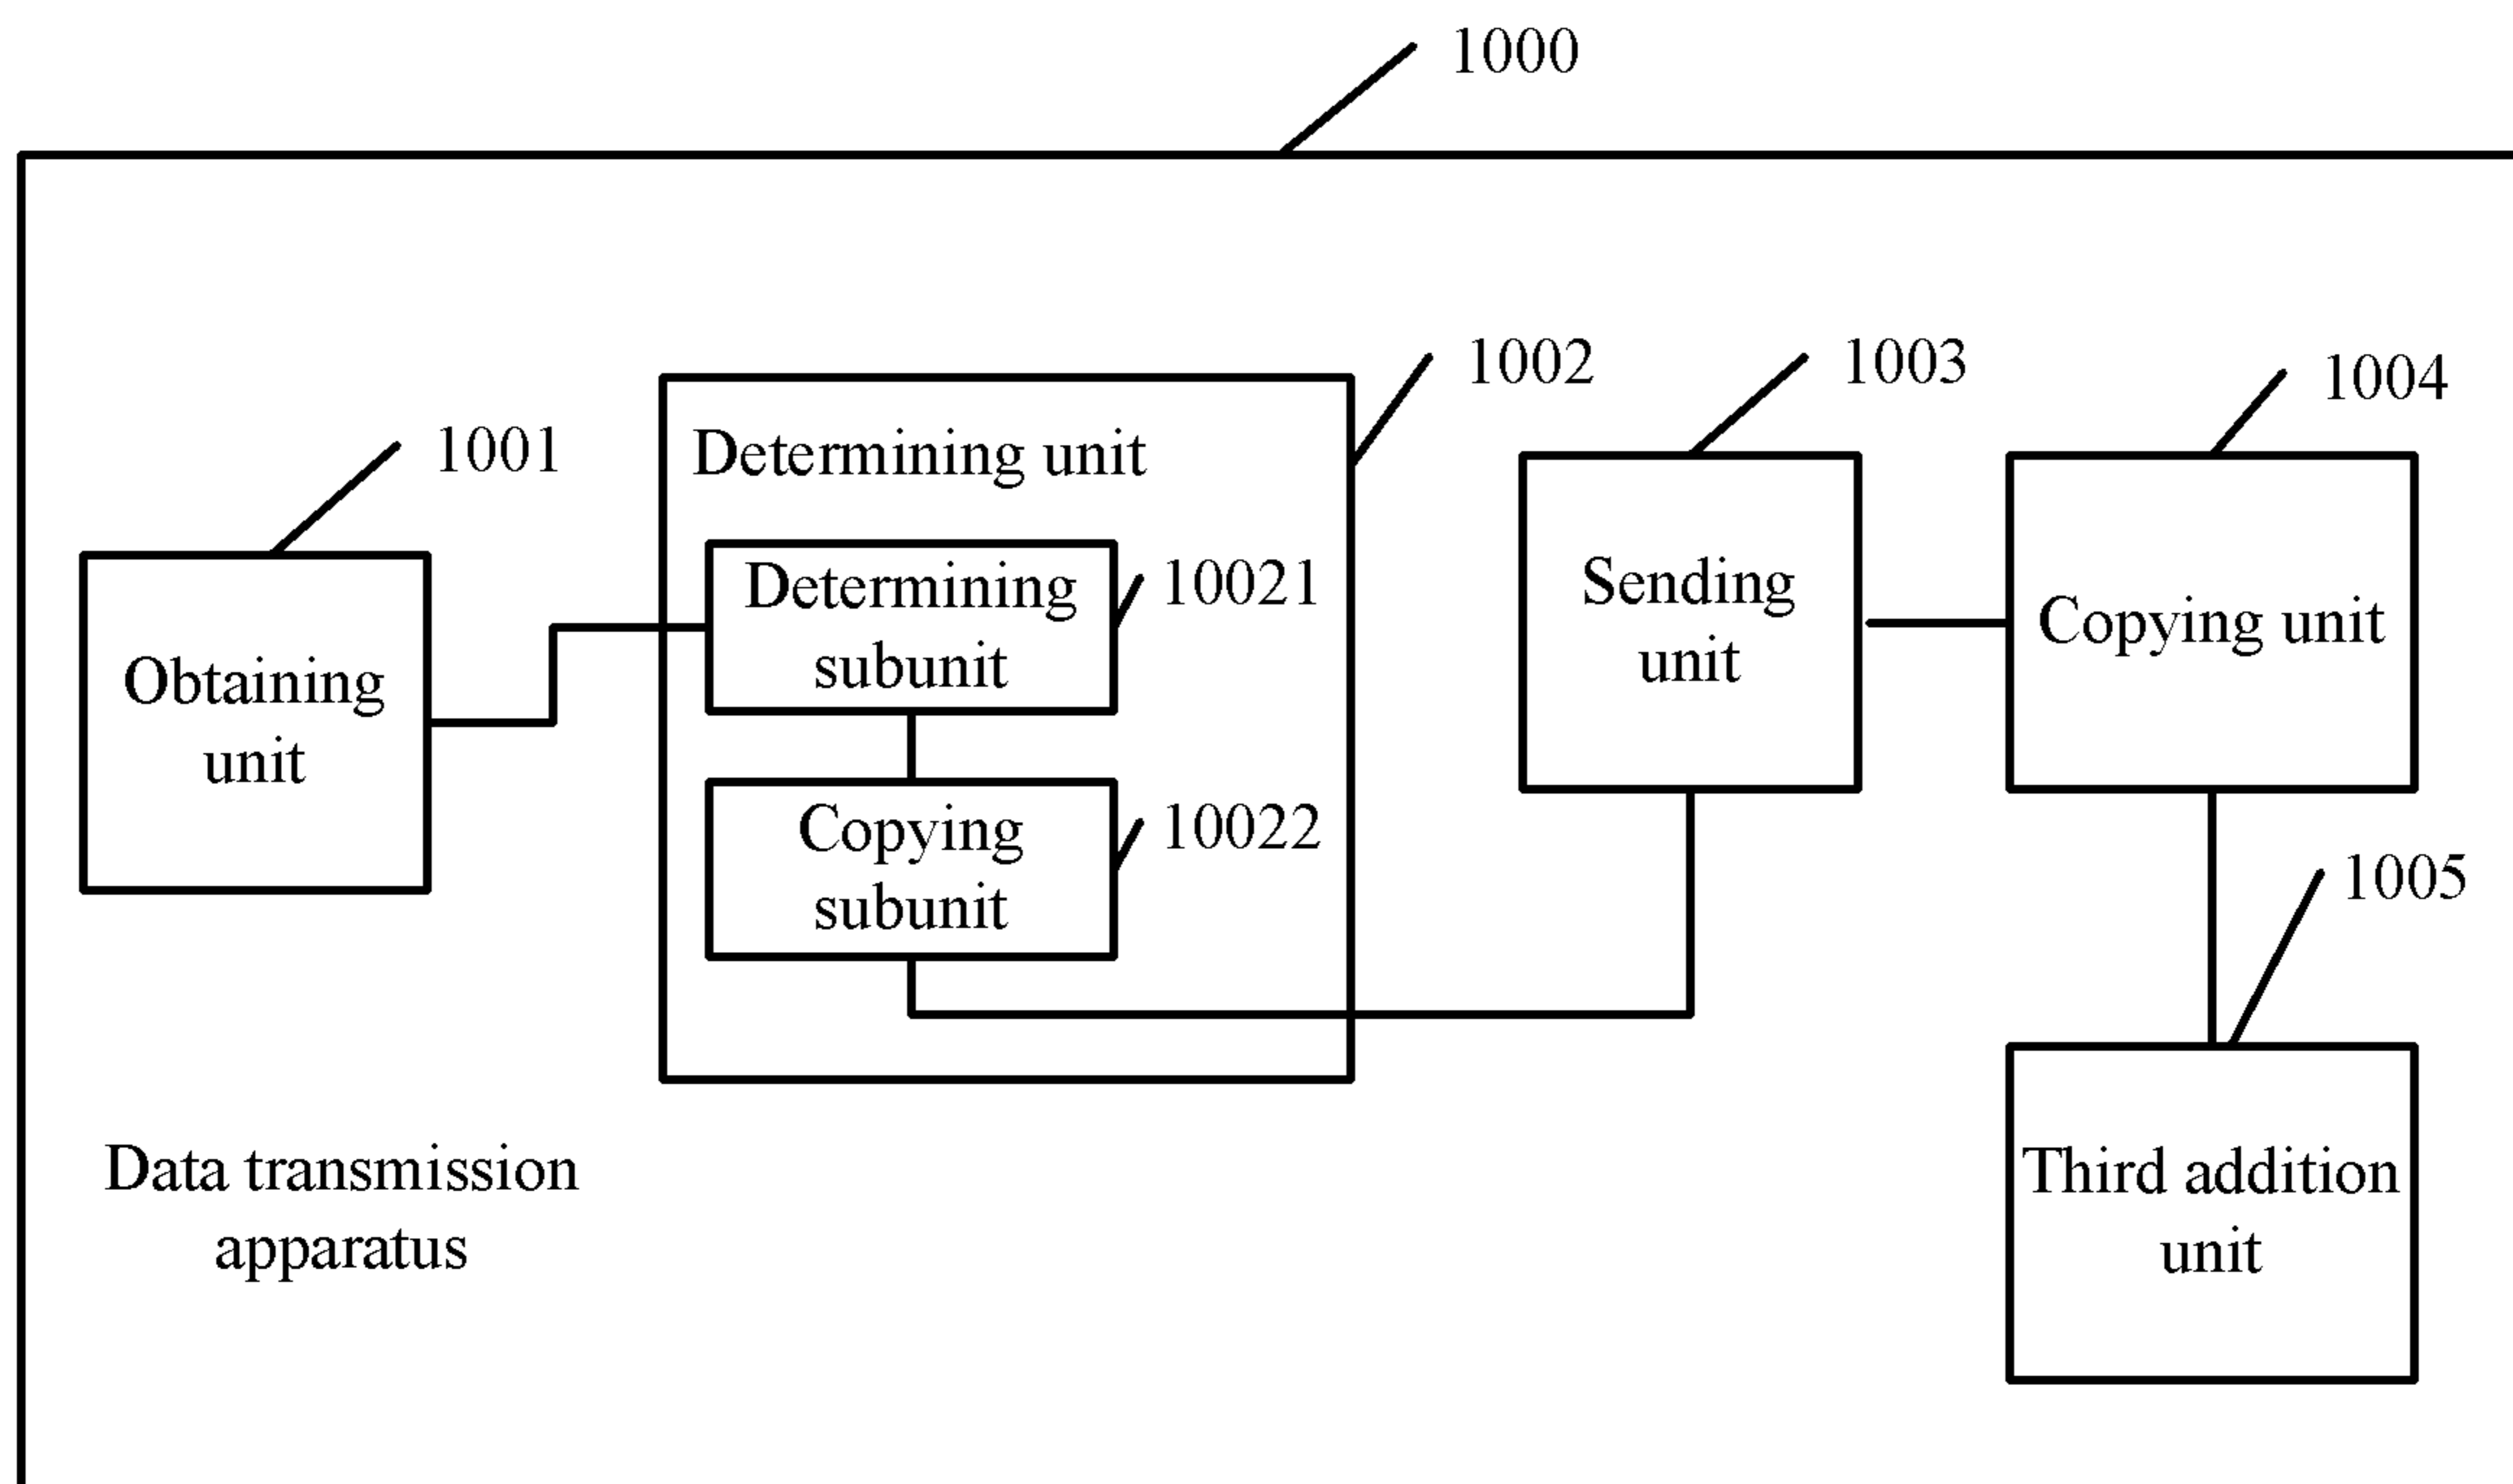 1000
1002
1003
1004
1001
Determining unit
Determining
subunit
10021
Sending
unit
Copying unit
Obtaining
unit
Copying
subunit
10022
1005
Data transmission
apparatus
Third addition
unit